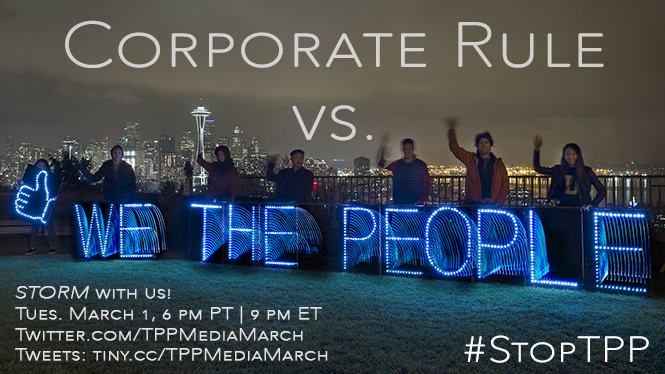 Corporate Rule
vs.
WE THE PEOPLE
STORM with us!
Tues. March 1, 6 pm PT | 9 pm ET
Twitter.com/TPPMediaMarch
Tweets: tiny.cc/TPPMediaMarch
#StopTPP